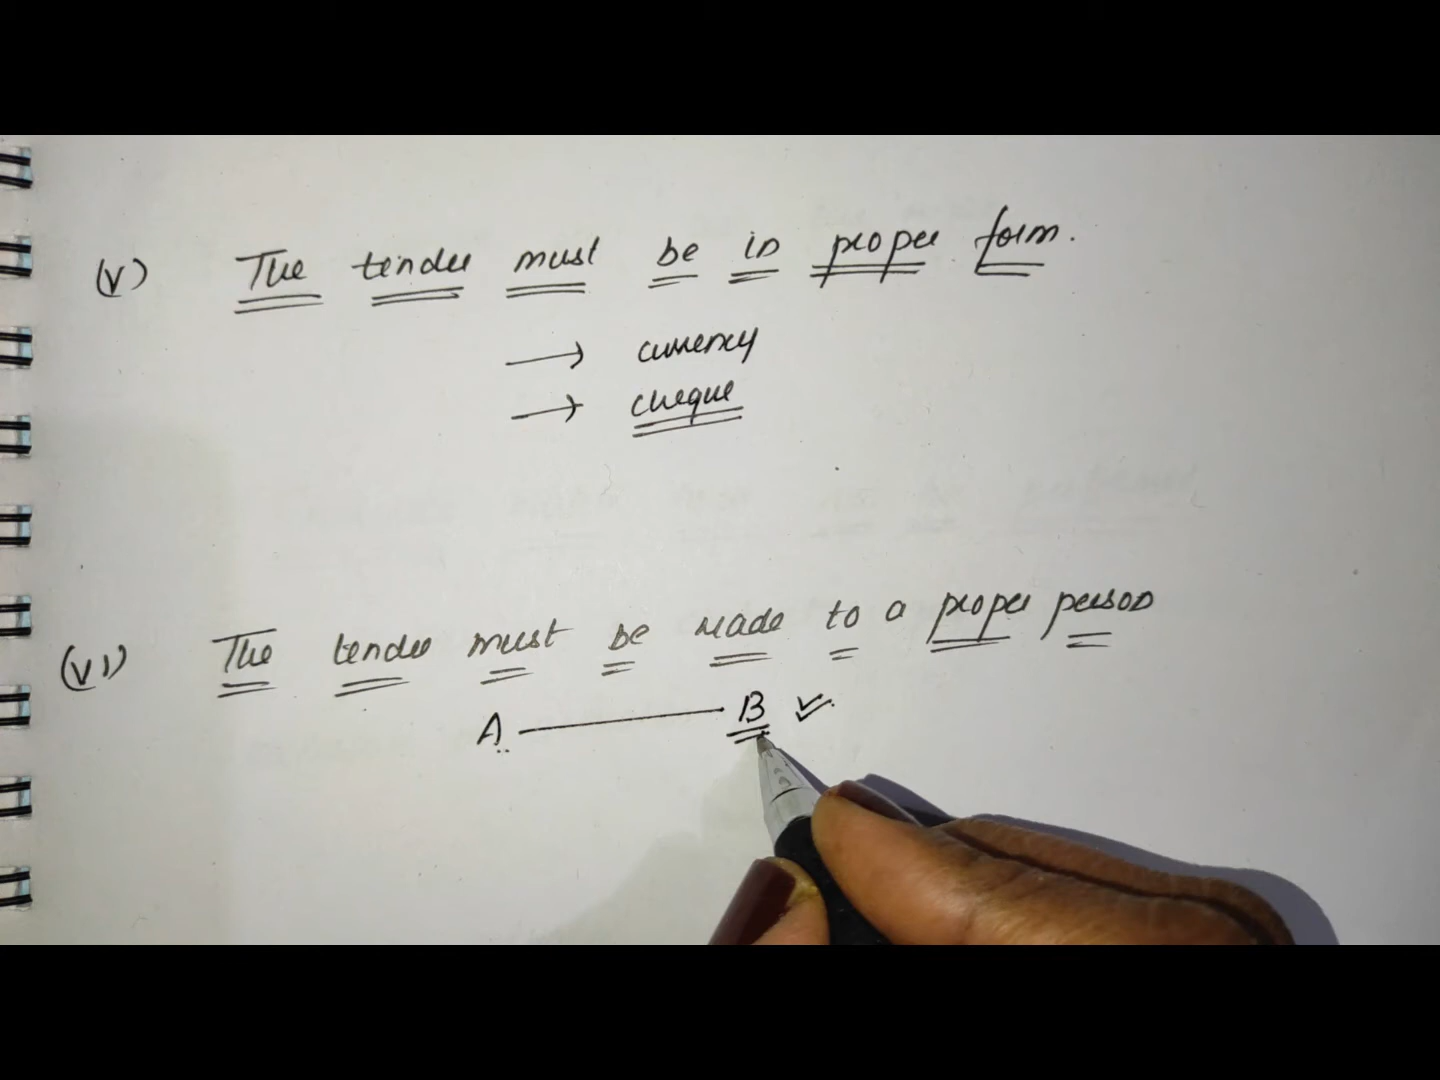 (V) The tender must be in proper form.
→ currency
→ cheque
(VI) The tender must be made to a proper person
A — B ✓